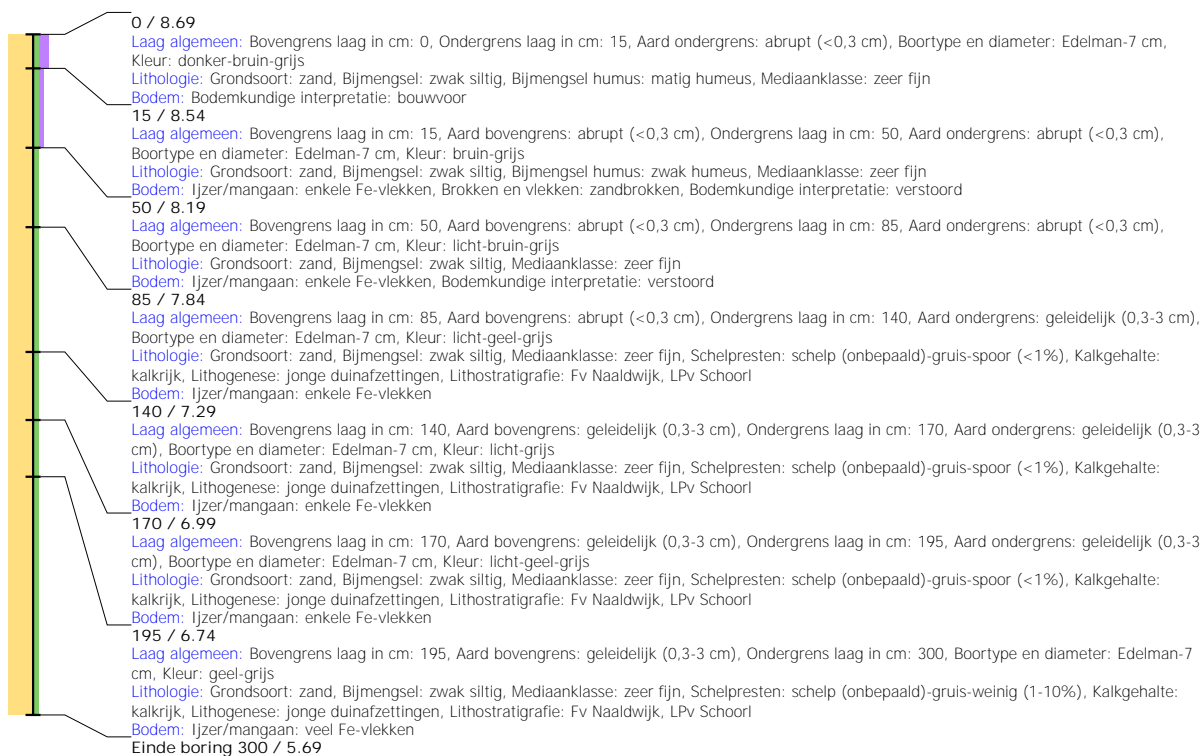 0 / 8.69
Laag algemeen: Bovengrens laag in cm: 0, Ondergrens laag in cm: 15, Aard ondergrens: abrupt (<0,3 cm), Boortype en diameter: Edelman-7 cm,
Kleur: donker-bruin-grijs
Lithologie: Grondsoort: zand, Bijmengsel: zwak siltig, Bijmengsel humus: matig humeus, Mediaanklasse: zeer fijn
Bodem: Bodemkundige interpretatie: bouwvoor
15 / 8.54
Laag algemeen: Bovengrens laag in cm: 15, Aard bovengrens: abrupt (<0,3 cm), Ondergrens laag in cm: 50, Aard ondergrens: abrupt (<0,3 cm),
Boortype en diameter: Edelman-7 cm, Kleur: bruin-grijs
Lithologie: Grondsoort: zand, Bijmengsel: zwak siltig, Bijmengsel humus: zwak humeus, Mediaanklasse: zeer fijn
Bodem: Ijzer/mangaan: enkele Fe-vlekken, Brokken en vlekken: zandbrokken, Bodemkundige interpretatie: verstoord
50 / 8.19
Laag algemeen: Bovengrens laag in cm: 50, Aard bovengrens: abrupt (<0,3 cm), Ondergrens laag in cm: 85, Aard ondergrens: abrupt (<0,3 cm),
Boortype en diameter: Edelman-7 cm, Kleur: licht-bruin-grijs
Lithologie: Grondsoort: zand, Bijmengsel: zwak siltig, Mediaanklasse: zeer fijn
Bodem: Ijzer/mangaan: enkele Fe-vlekken, Bodemkundige interpretatie: verstoord
85 / 7.84
Laag algemeen: Bovengrens laag in cm: 85, Aard bovengrens: abrupt (<0,3 cm), Ondergrens laag in cm: 140, Aard ondergrens: geleidelijk (0,3-3 cm),
Boortype en diameter: Edelman-7 cm, Kleur: licht-geel-grijs
Lithologie: Grondsoort: zand, Bijmengsel: zwak siltig, Mediaanklasse: zeer fijn, Schelpresten: schelp (onbepaald)-gruis-spoor (<1%), Kalkgehalte:
kalkrijk, Lithogenese: jonge duinafzettingen, Lithostratigrafie: Fv Naaldwijk, LPv Schoorl
Bodem: Ijzer/mangaan: enkele Fe-vlekken
140 / 7.29
Laag algemeen: Bovengrens laag in cm: 140, Aard bovengrens: geleidelijk (0,3-3 cm), Ondergrens laag in cm: 170, Aard ondergrens: geleidelijk (0,3-3
cm), Boortype en diameter: Edelman-7 cm, Kleur: licht-grijs
Lithologie: Grondsoort: zand, Bijmengsel: zwak siltig, Mediaanklasse: zeer fijn, Schelpresten: schelp (onbepaald)-gruis-spoor (<1%), Kalkgehalte:
kalkrijk, Lithogenese: jonge duinafzettingen, Lithostratigrafie: Fv Naaldwijk, LPv Schoorl
Bodem: Ijzer/mangaan: enkele Fe-vlekken
170 / 6.99
Laag algemeen: Bovengrens laag in cm: 170, Aard bovengrens: geleidelijk (0,3-3 cm), Ondergrens laag in cm: 195, Aard ondergrens: geleidelijk (0,3-3
cm), Boortype en diameter: Edelman-7 cm, Kleur: licht-geel-grijs
Lithologie: Grondsoort: zand, Bijmengsel: zwak siltig, Mediaanklasse: zeer fijn, Schelpresten: schelp (onbepaald)-gruis-spoor (<1%), Kalkgehalte:
kalkrijk, Lithogenese: jonge duinafzettingen, Lithostratigrafie: Fv Naaldwijk, LPv Schoorl
Bodem: Ijzer/mangaan: enkele Fe-vlekken
195 / 6.74
Laag algemeen: Bovengrens laag in cm: 195, Aard bovengrens: geleidelijk (0,3-3 cm), Ondergrens laag in cm: 300, Boortype en diameter: Edelman-7
cm, Kleur: geel-grijs
Lithologie: Grondsoort: zand, Bijmengsel: zwak siltig, Mediaanklasse: zeer fijn, Schelpresten: schelp (onbepaald)-gruis-weinig (1-10%), Kalkgehalte:
kalkrijk, Lithogenese: jonge duinafzettingen, Lithostratigrafie: Fv Naaldwijk, LPv Schoorl
Bodem: Ijzer/mangaan: veel Fe-vlekken
Einde boring 300 / 5.69